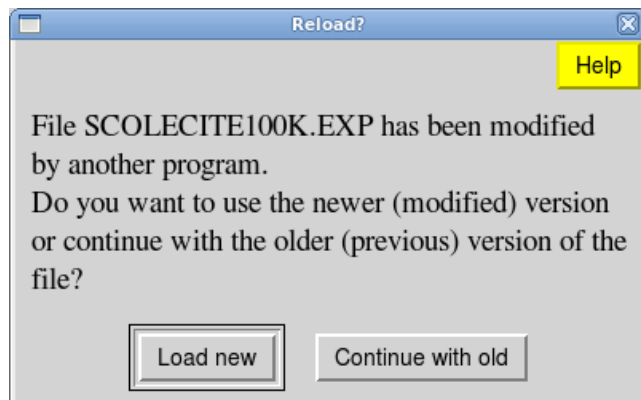 Reload?
Help
File SCOLECITE100K.EXP has been modified
by another program.
Do you want to use the newer (modified) version
or continue with the older (previous) version of the
file?
Load new
Continue with old